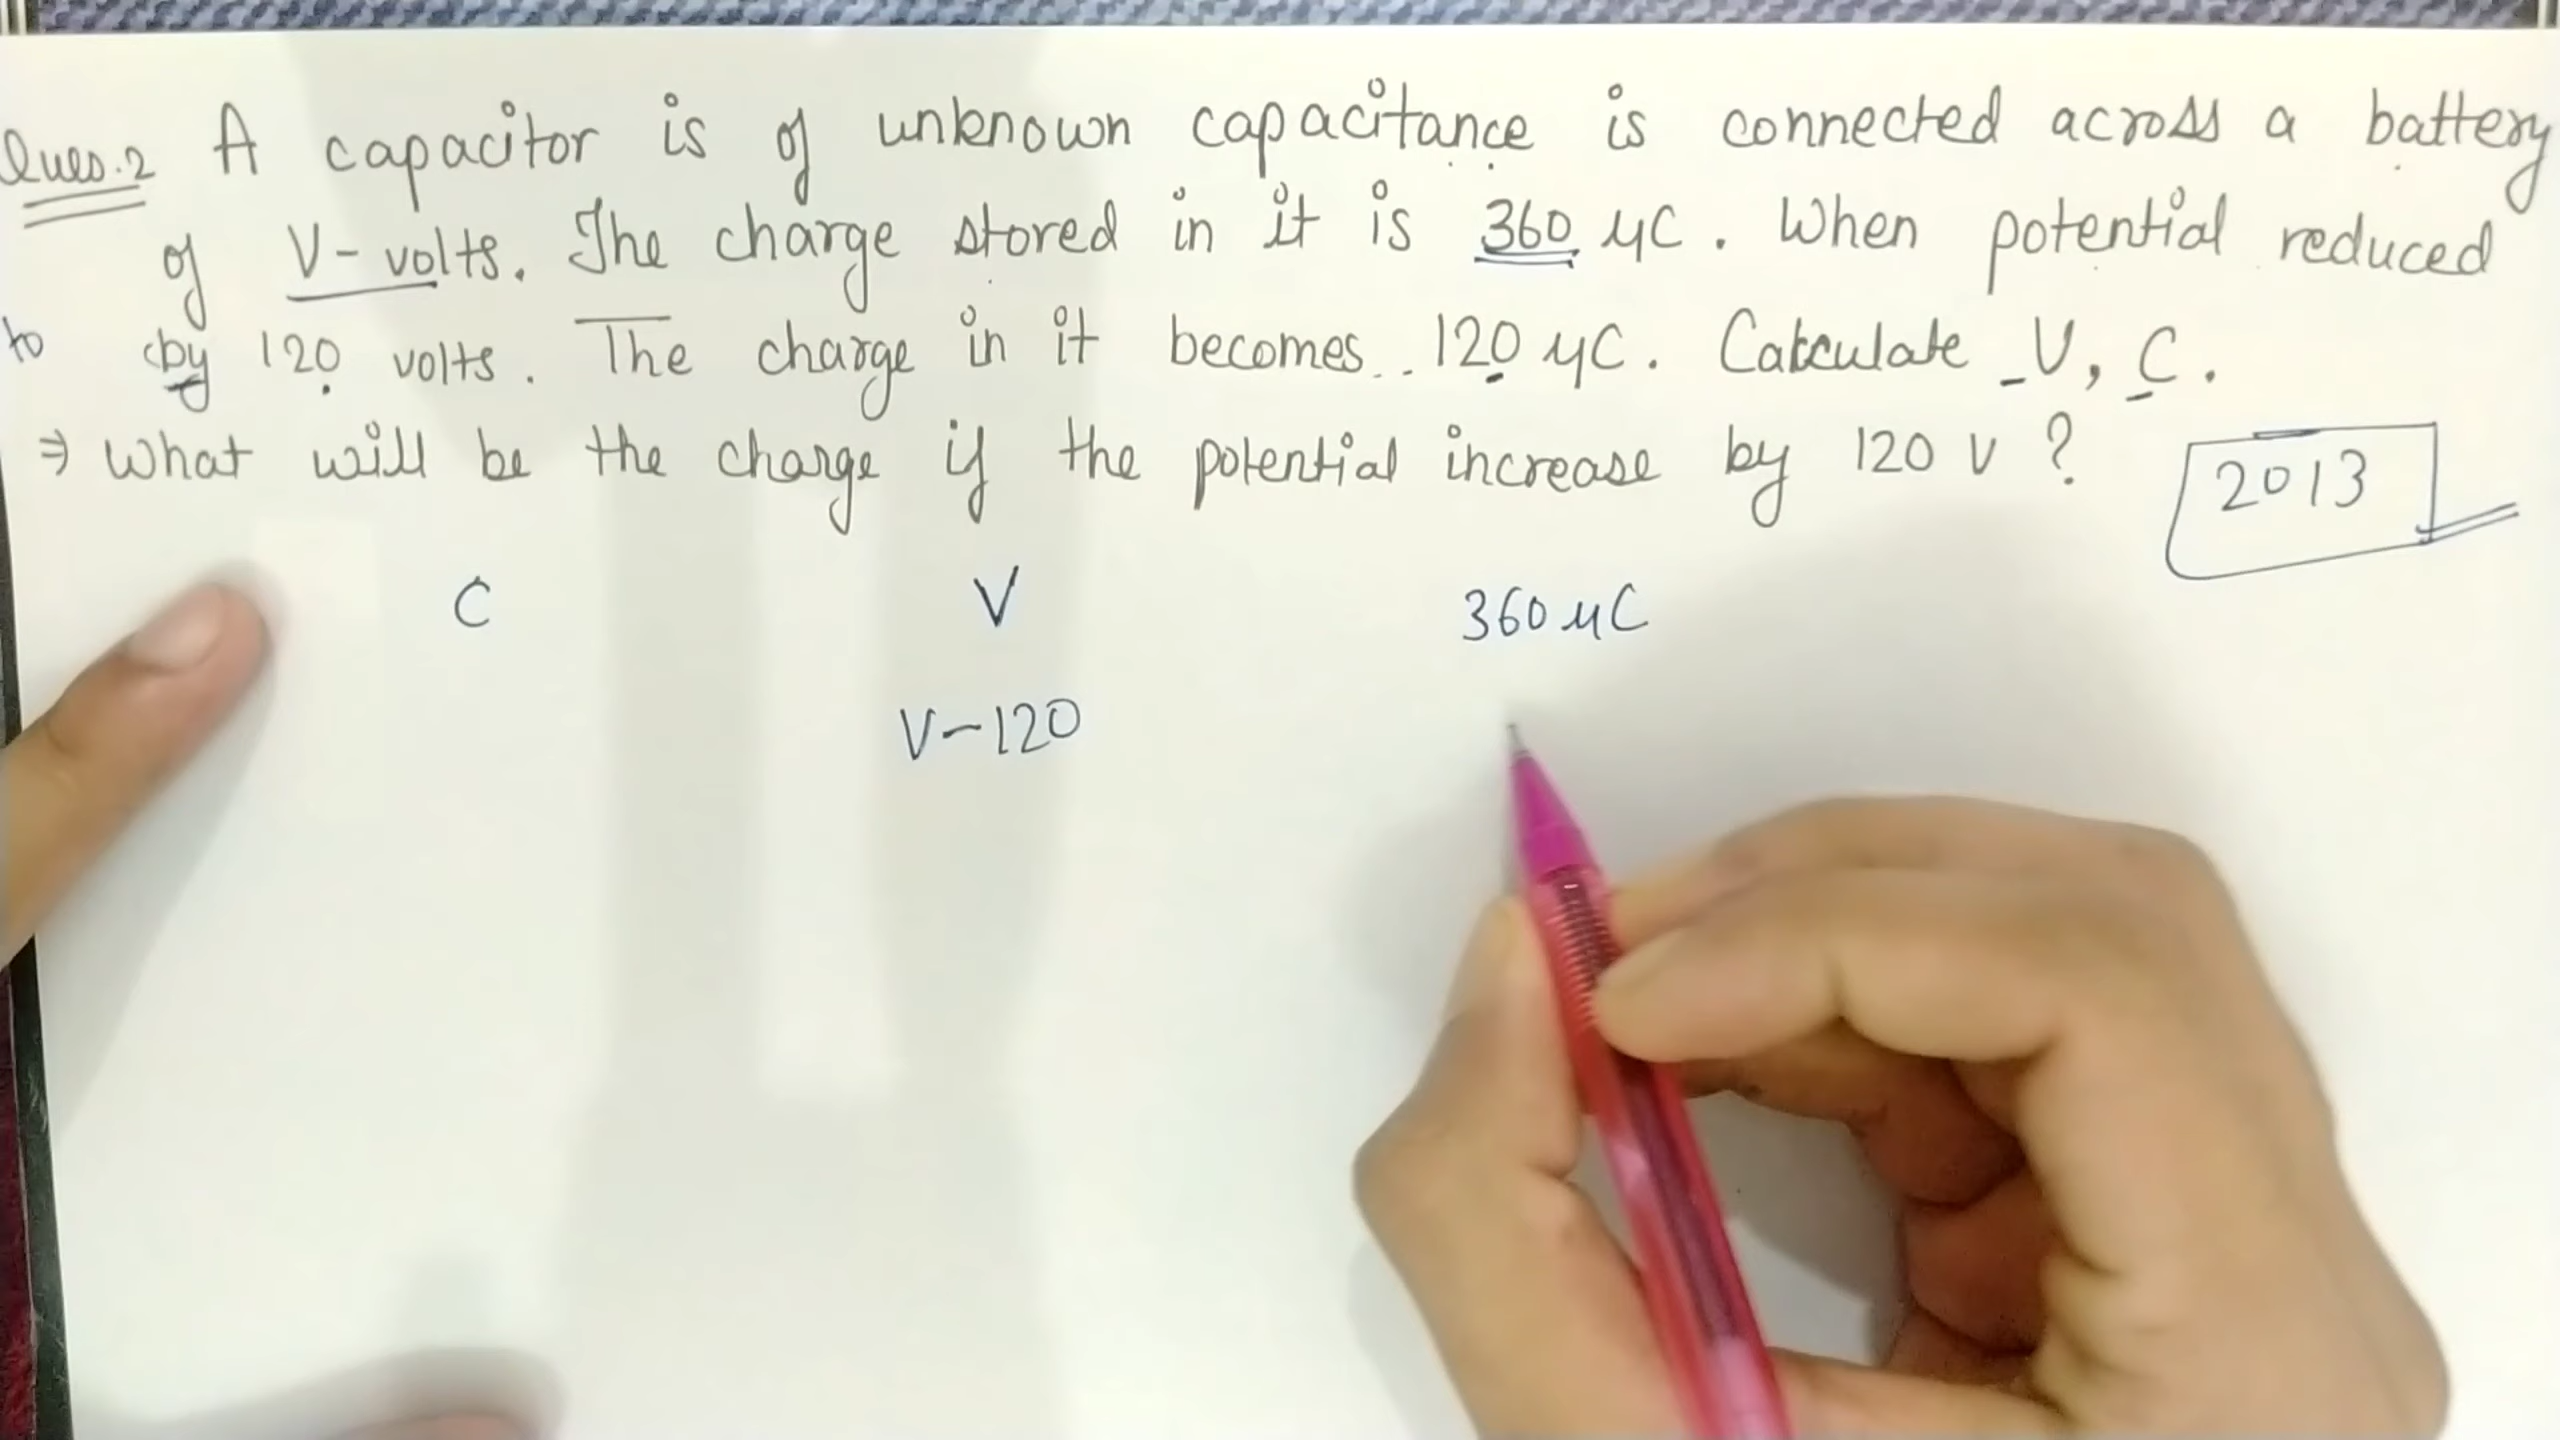 Ques.2 A capacitor is of unknown capacitance is connected across a battery
of V-volts. The charge stored in it is 360 μC. When potential reduced
to by 120 volts. The charge in it becomes 120 μC. Calculate V, C.
⇒ What will be the charge if the potential increase by 120 V ?
2013
C V 360 μC
V-120